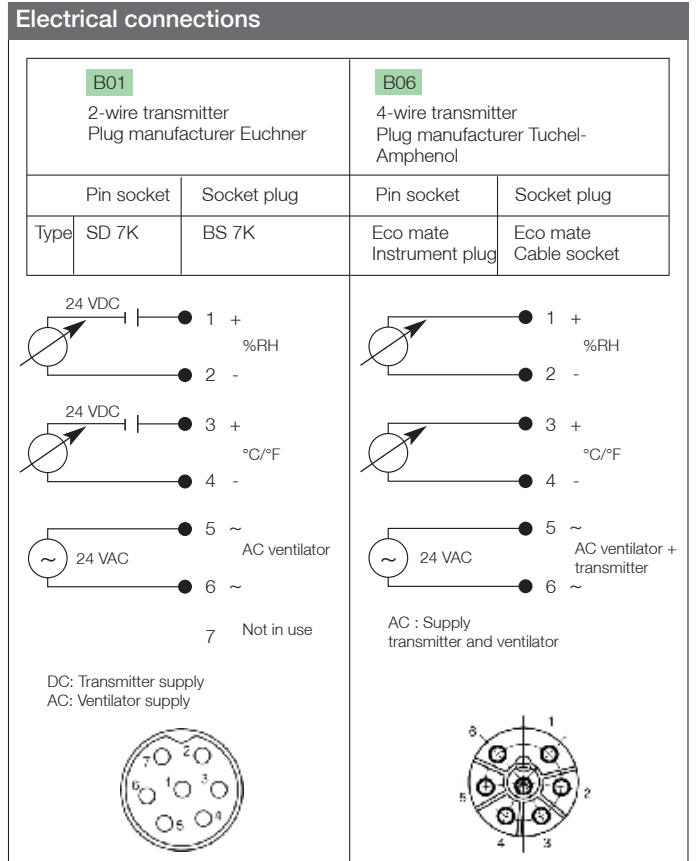 Electrical connections
B01
2-wire transmitter
Plug manufacturer Euchner
B06
4-wire transmitter
Plug manufacturer Tuchel-
Amphenol
Pin socket Socket plug Pin socket Socket plug
Type SD 7K BS 7K Eco mate Eco mate
Instrument plug Cable socket
24 VDC
1 +
%RH
2 -
24 VDC
3 +
°C/°F
4 -
5 ~
~ 24 VAC AC ventilator
6 ~
7 Not in use
DC: Transmitter supply
AC: Ventilator supply
7 2
6 1 3
5 4
1 +
%RH
2 -
3 +
°C/°F
4 -
5 ~
~ 24 VAC AC ventilator +
transmitter
6 ~
AC : Supply
transmitter and ventilator
6 1
5 2
4 3